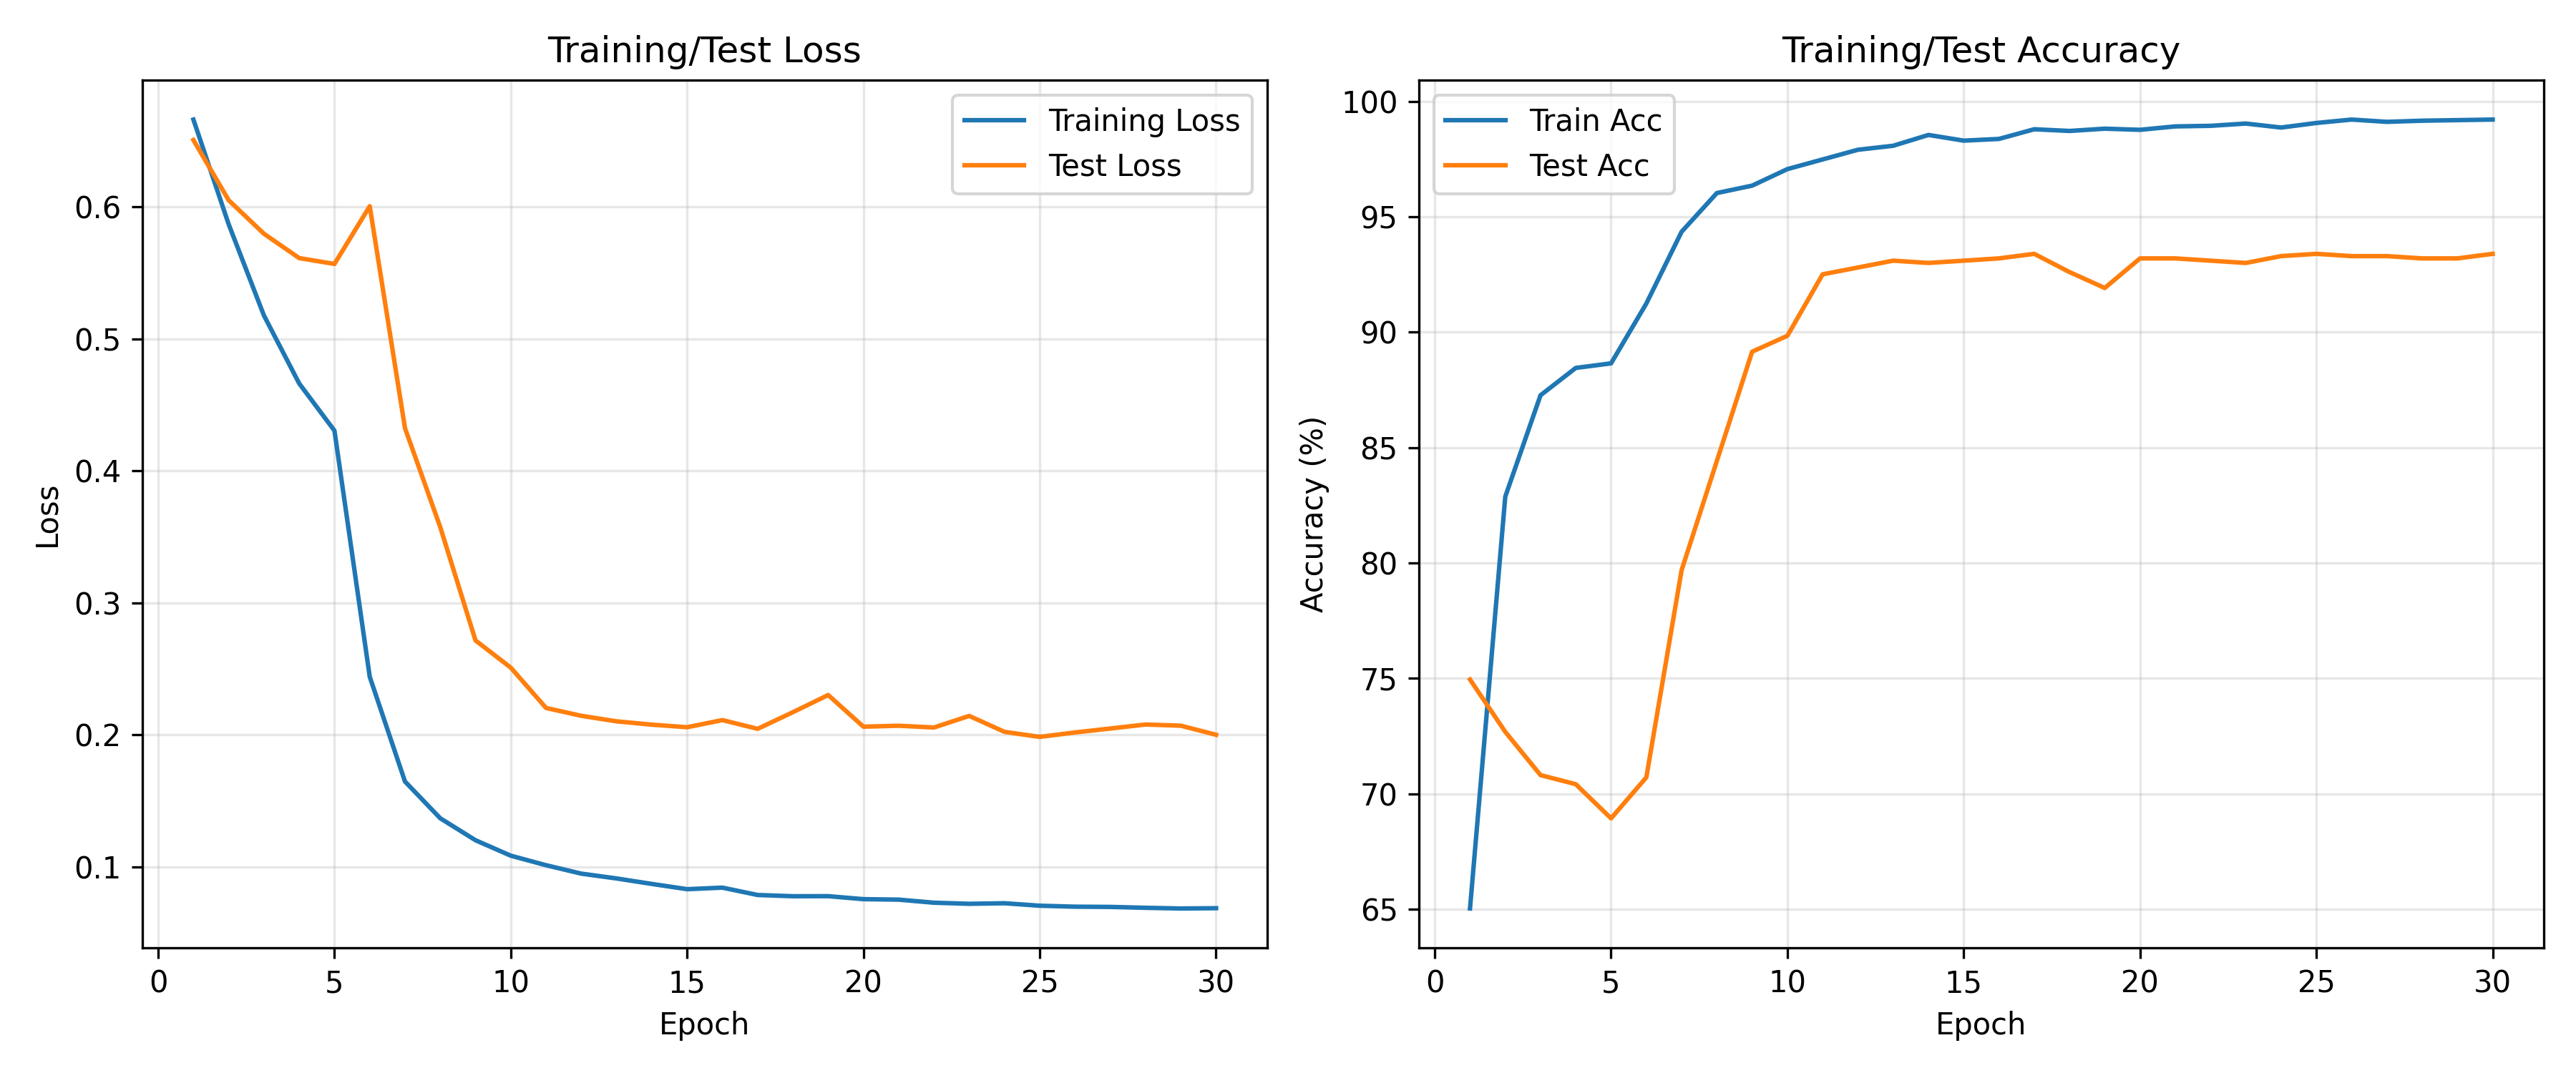 Training/Test Loss
Training Loss
Test Loss
0.6
0.5
0.4
0.3
0.2
0.1
Loss
0 5 10 15 20 25 30
Epoch
Training/Test Accuracy
Train Acc
Test Acc
100
95
90
85
80
75
70
65
Accuracy (%)
0 5 10 15 20 25 30
Epoch